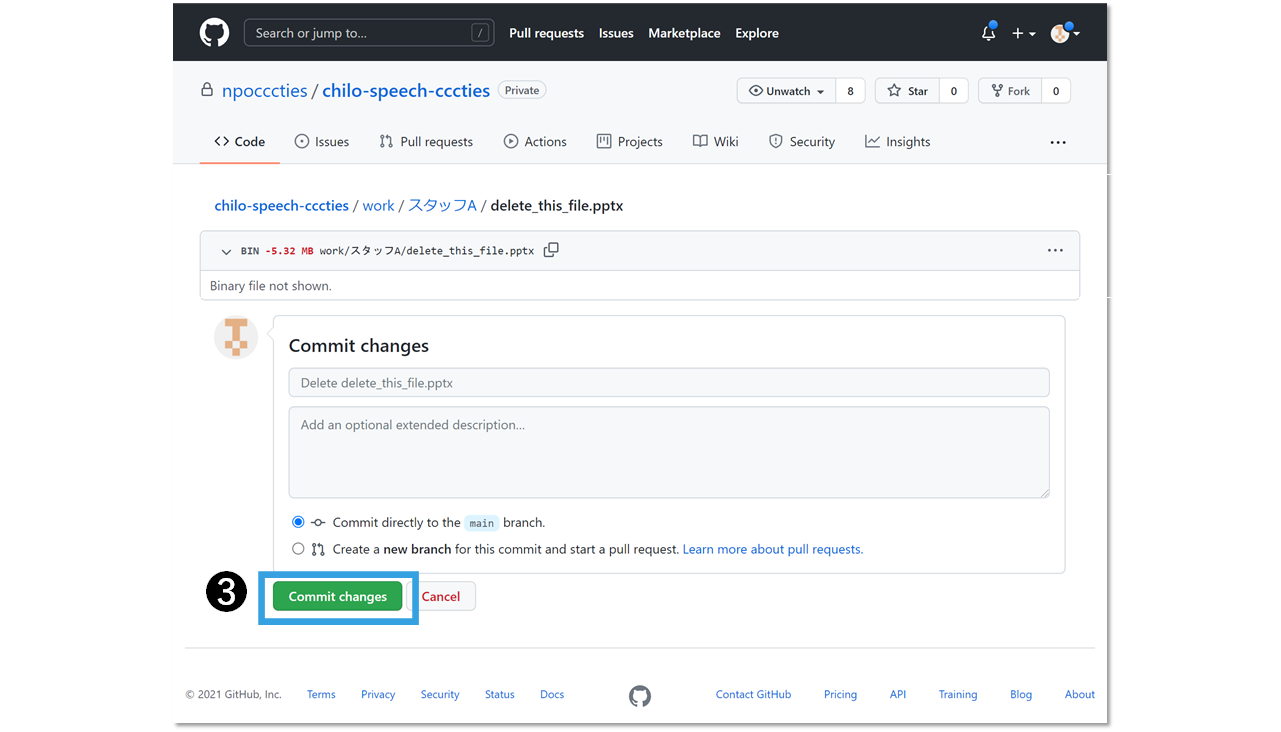 Search or jump to... /
Pull requests Issues Marketplace Explore
npocccties / chilo-speech-cccties Private
Unwatch 8 Star 0 Fork 0
Code Issues Pull requests Actions Projects Wiki Security Insights ...
chilo-speech-cccties / work / スタッフA / delete_this_file.pptx
BIN -5.32 MB work/スタッフA/delete_this_file.pptx
Binary file not shown.
Commit changes
Delete delete_this_file.pptx
Add an optional extended description...
Commit directly to the main branch.
Create a new branch for this commit and start a pull request. Learn more about pull requests.
3 Commit changes Cancel
© 2021 GitHub, Inc. Terms Privacy Security Status Docs Contact GitHub Pricing API Training Blog About